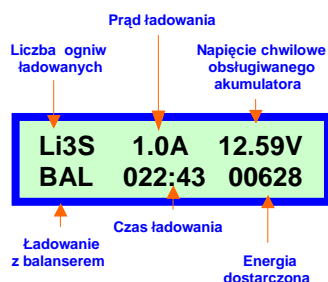 Prąd ładowania
Liczba ogniw
ładowanych
Napięcie chwilowe
obsługiwanego
akumulatora
Li3S 1.0A 12.59V
BAL 022:43 00628
Czas ładowania
Ładowanie
z balanserem
Energia
dostarczona